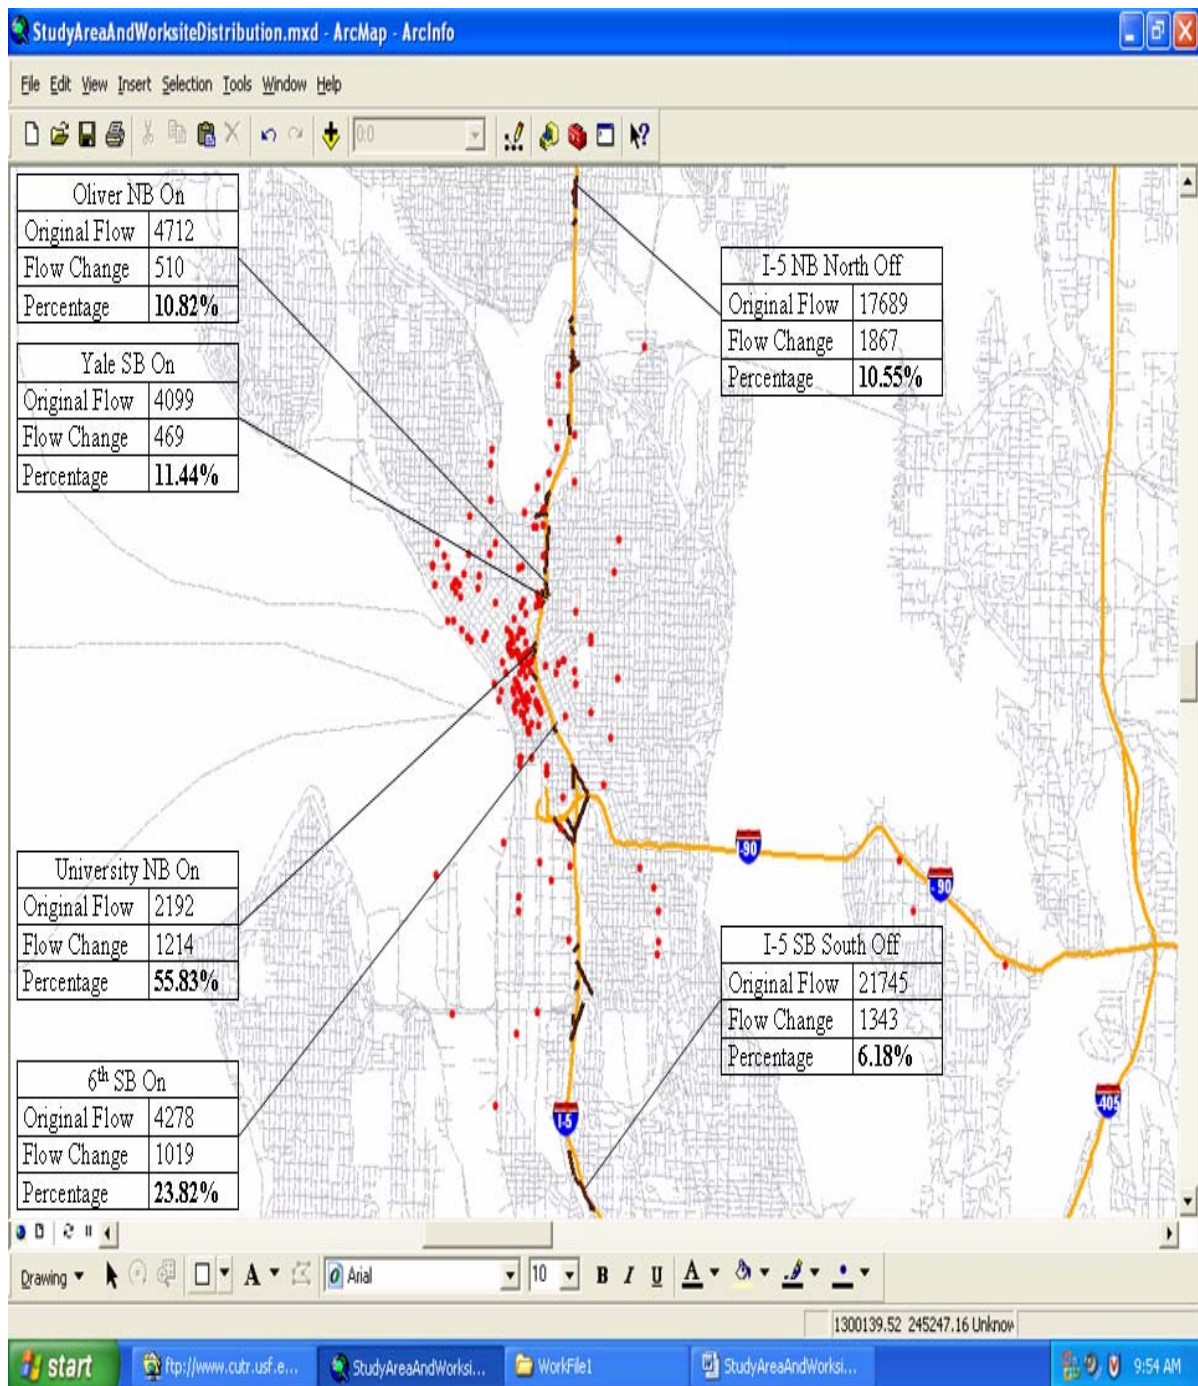 StudyAreaAndWorksiteDistribution.mxd - ArcMap - ArcInfo
File Edit View Insert Selection Tools Window Help
0:0
Oliver NB On
Original Flow 4712
Flow Change 510
Percentage 10.82%
Yale SB On
Original Flow 4099
Flow Change 469
Percentage 11.44%
I-5 NB North Off
Original Flow 17689
Flow Change 1867
Percentage 10.55%
I-90
- 90
University NB On
Original Flow 2192
Flow Change 1214
Percentage 55.83%
I-5 SB South Off
Original Flow 21745
Flow Change 1343
Percentage 6.18%
6th SB On
Original Flow 4278
Flow Change 1019
Percentage 23.82%
I-5
-405
Drawing A Arial 10 B I U A
1300139.52 245247.16 Unknow
start ftp://www.cutr.usf.e... StudyAreaAndWorksi... WorkFile1 StudyAreaAndWorksi... 9:54 AM